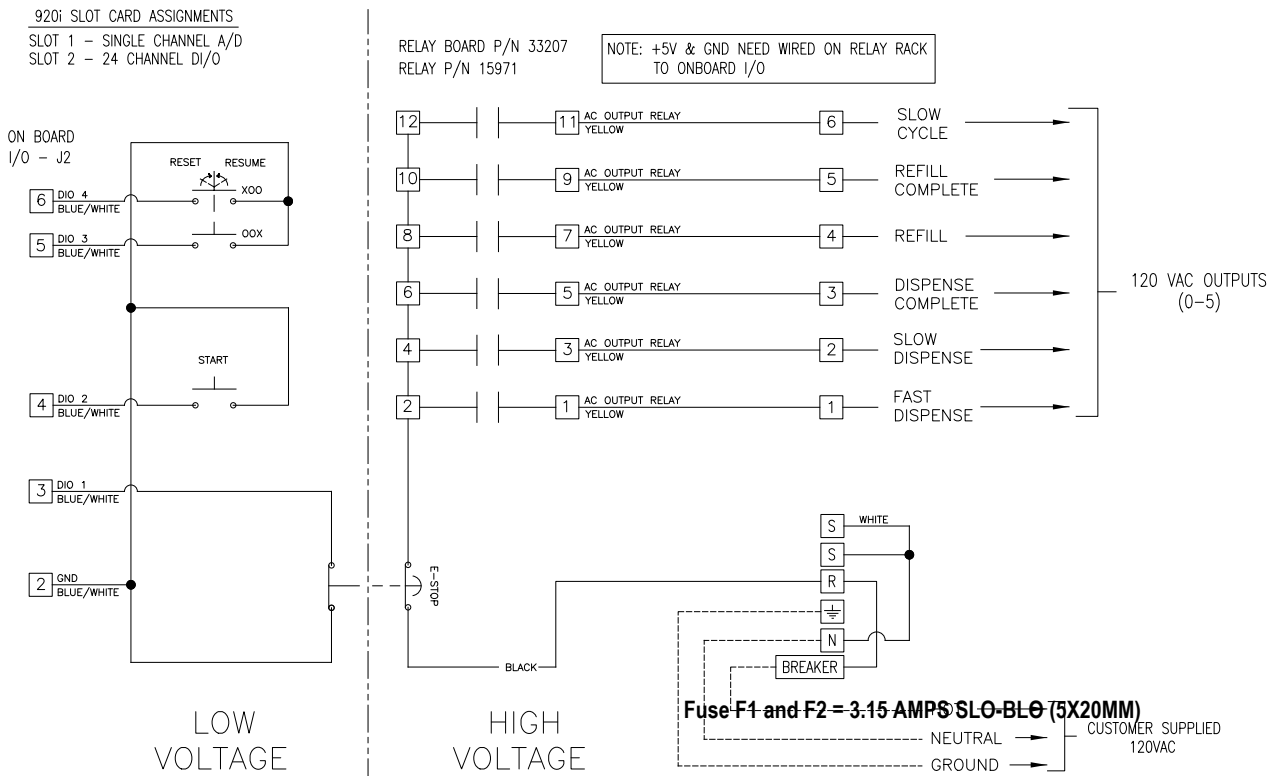 920i SLOT CARD ASSIGNMENTS
SLOT 1 – SINGLE CHANNEL A/D
SLOT 2 – 24 CHANNEL DI/O
RELAY BOARD P/N 33207
RELAY P/N 15971
NOTE: +5V & GND NEED WIRED ON RELAY RACK
TO ONBOARD I/O
ON BOARD
I/O – J2
RESET RESUME
XOO
6 DIO 4
BLUE/WHITE
OOX
5 DIO 3
BLUE/WHITE
START
4 DIO 2
BLUE/WHITE
3 DIO 1
BLUE/WHITE
2 GND
BLUE/WHITE
12 11 AC OUTPUT RELAY
YELLOW
6 SLOW
CYCLE
10 9 AC OUTPUT RELAY
YELLOW
5 REFILL
COMPLETE
8 7 AC OUTPUT RELAY
YELLOW
4 REFILL
6 5 AC OUTPUT RELAY
YELLOW
3 DISPENSE
COMPLETE
4 3 AC OUTPUT RELAY
YELLOW
2 SLOW
DISPENSE
2 1 AC OUTPUT RELAY
YELLOW
1 FAST
DISPENSE
120 VAC OUTPUTS
(0–5)
E-STOP
BLACK
S WHITE
S
R
N
BREAKER
Fuse F1 and F2 = 3.15 AMPS SLO-BLO (5X20MM)
NEUTRAL
GROUND
CUSTOMER SUPPLIED
120VAC
LOW
VOLTAGE
HIGH
VOLTAGE